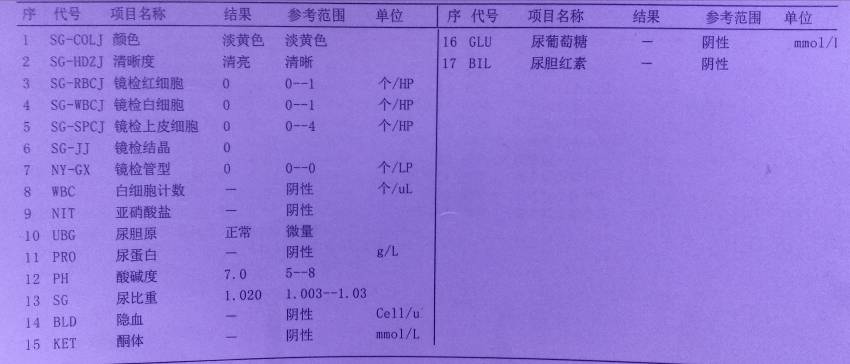 序 代号 项目名称 结果 参考范围 单位
1 SG-COLJ 颜色 淡黄色 淡黄色
2 SG-HDZJ 清晰度 清亮 清晰
3 SG-RBCJ 镜检红细胞 0 0--1 个/HP
4 SG-WBCJ 镜检白细胞 0 0--1 个/HP
5 SG-SPCJ 镜检上皮细胞 0 0--4 个/HP
6 SG-JJ 镜检结晶 0
7 NY-GX 镜检管型 0 0--0 个/LP
8 WBC 白细胞计数 — 阴性 个/uL
9 NIT 亚硝酸盐 — 阴性
10 UBG 尿胆原 正常 微量
11 PRO 尿蛋白 — 阴性 g/L
12 PH 酸碱度 7.0 5--8
13 SG 尿比重 1.020 1.003--1.03
14 BLD 隐血 — 阴性 Cell/u
15 KET 酮体 — 阴性 mmol/L
序 代号 项目名称 结果 参考范围 单位
16 GLU 尿葡萄糖 — 阴性 mmol/l
17 BIL 尿胆红素 — 阴性